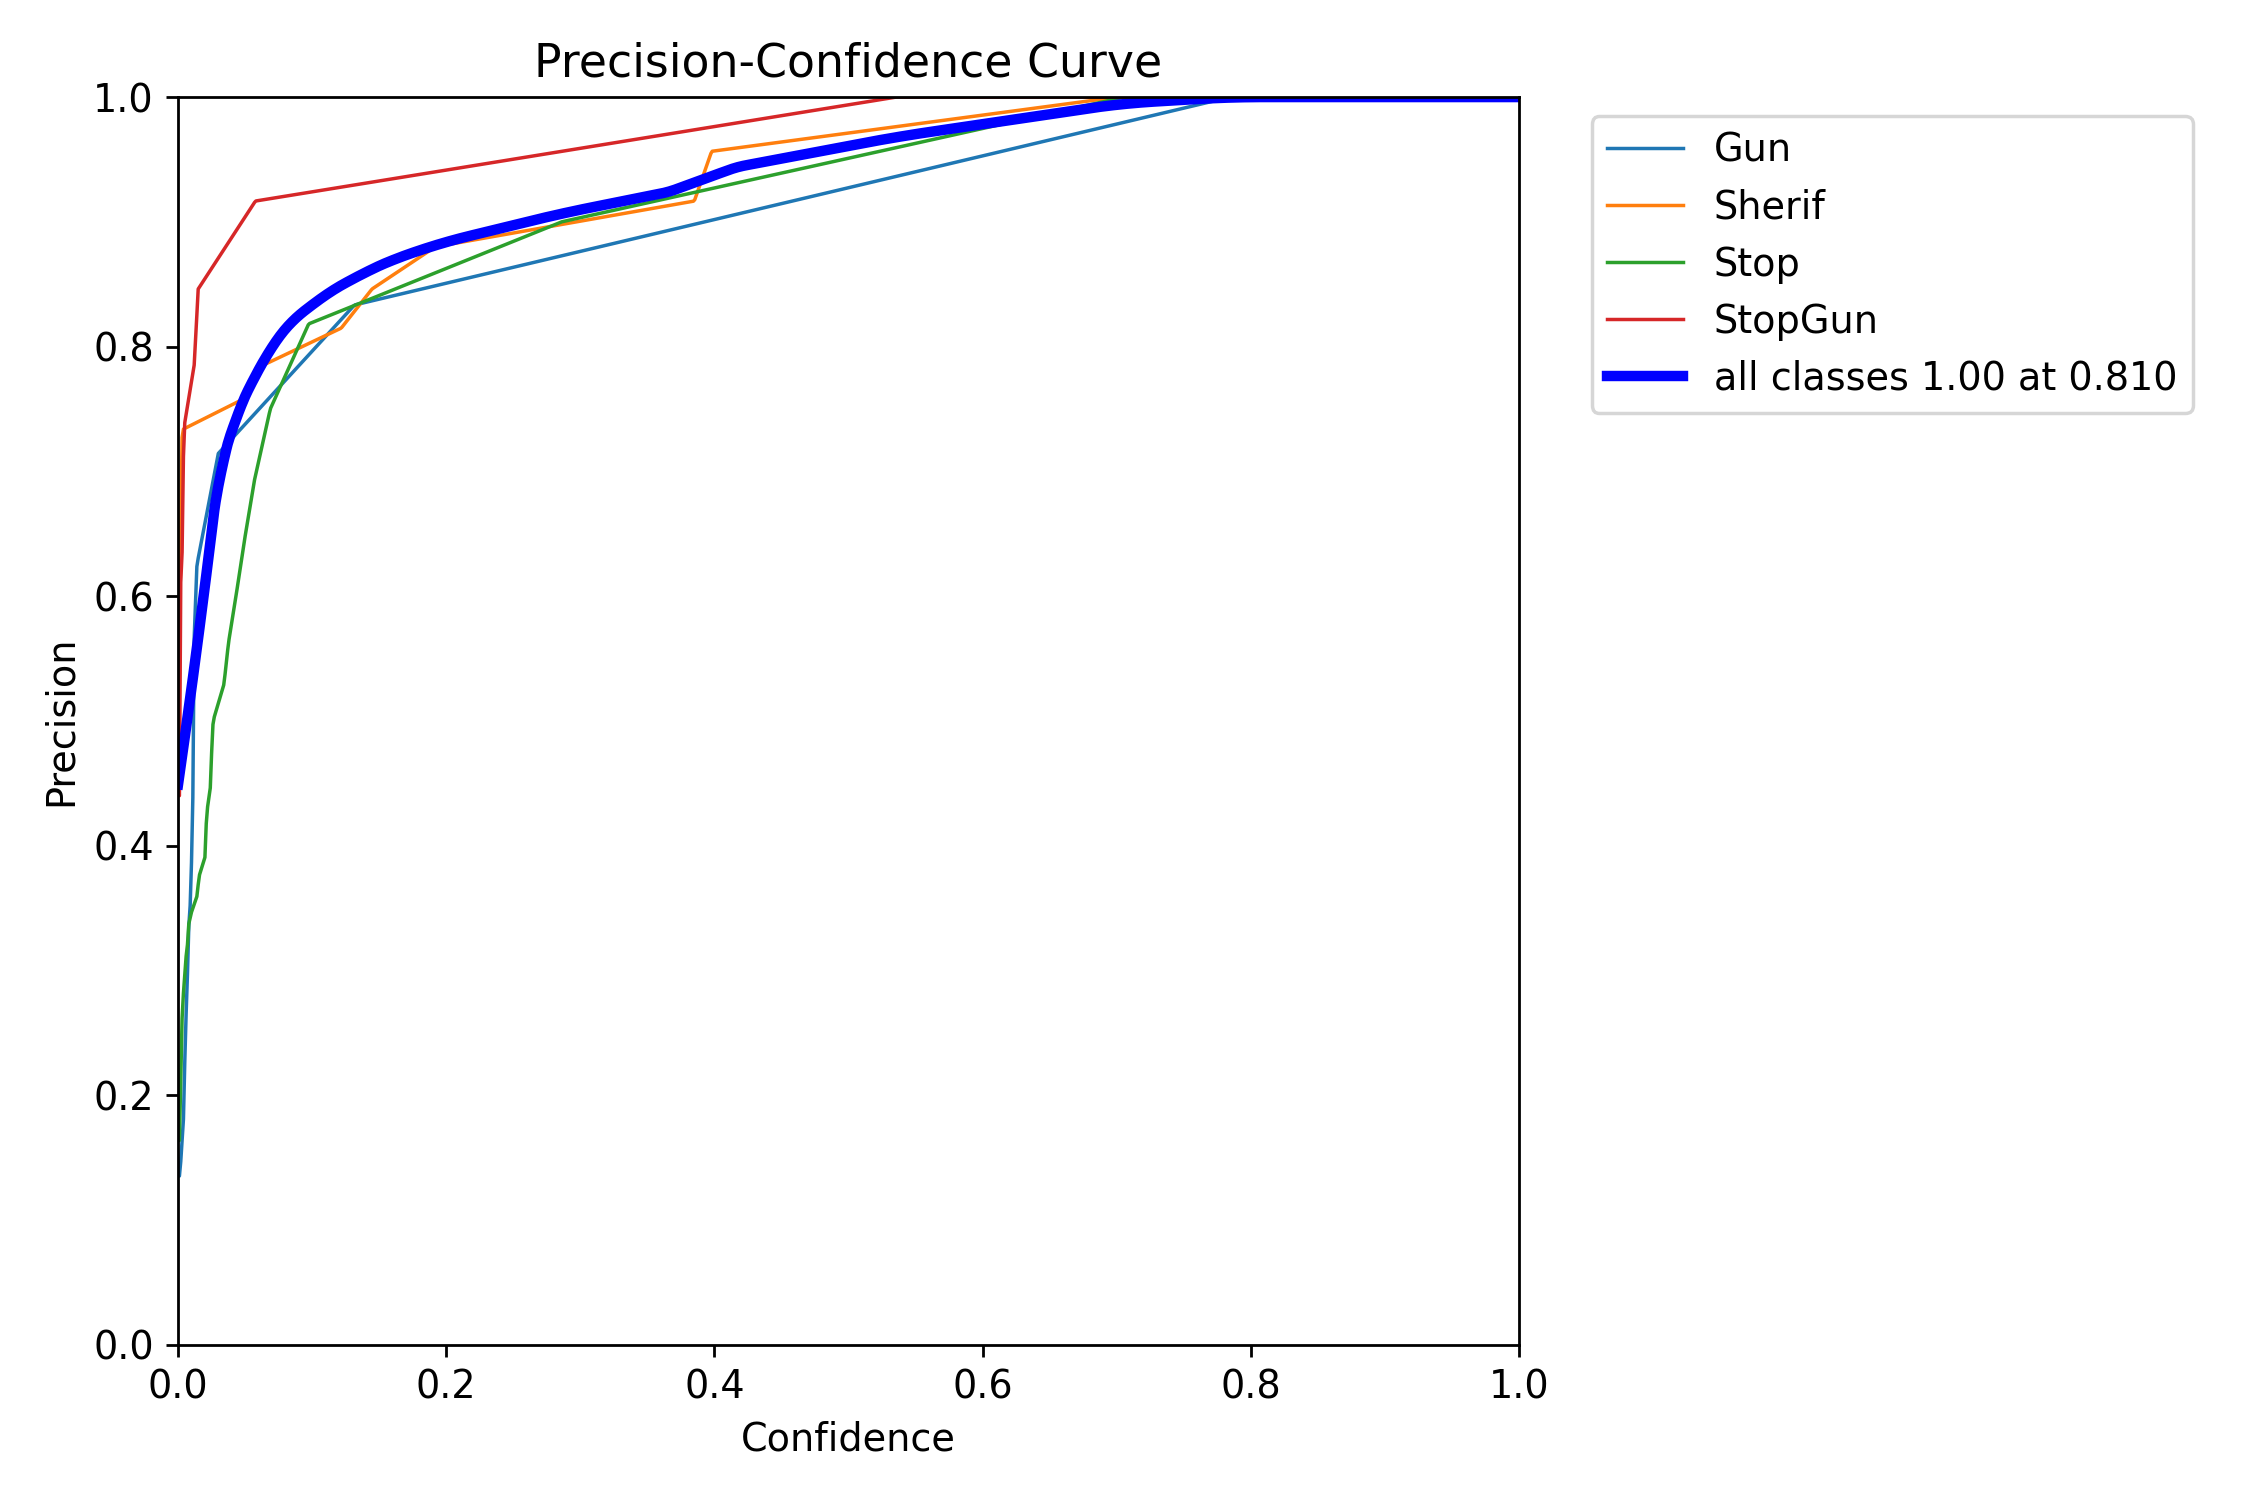 Precision-Confidence Curve
1.0
0.8
0.6
0.4
0.2
0.0
Precision
0.0 0.2 0.4 0.6 0.8 1.0
Confidence
Gun
Sherif
Stop
StopGun
all classes 1.00 at 0.810